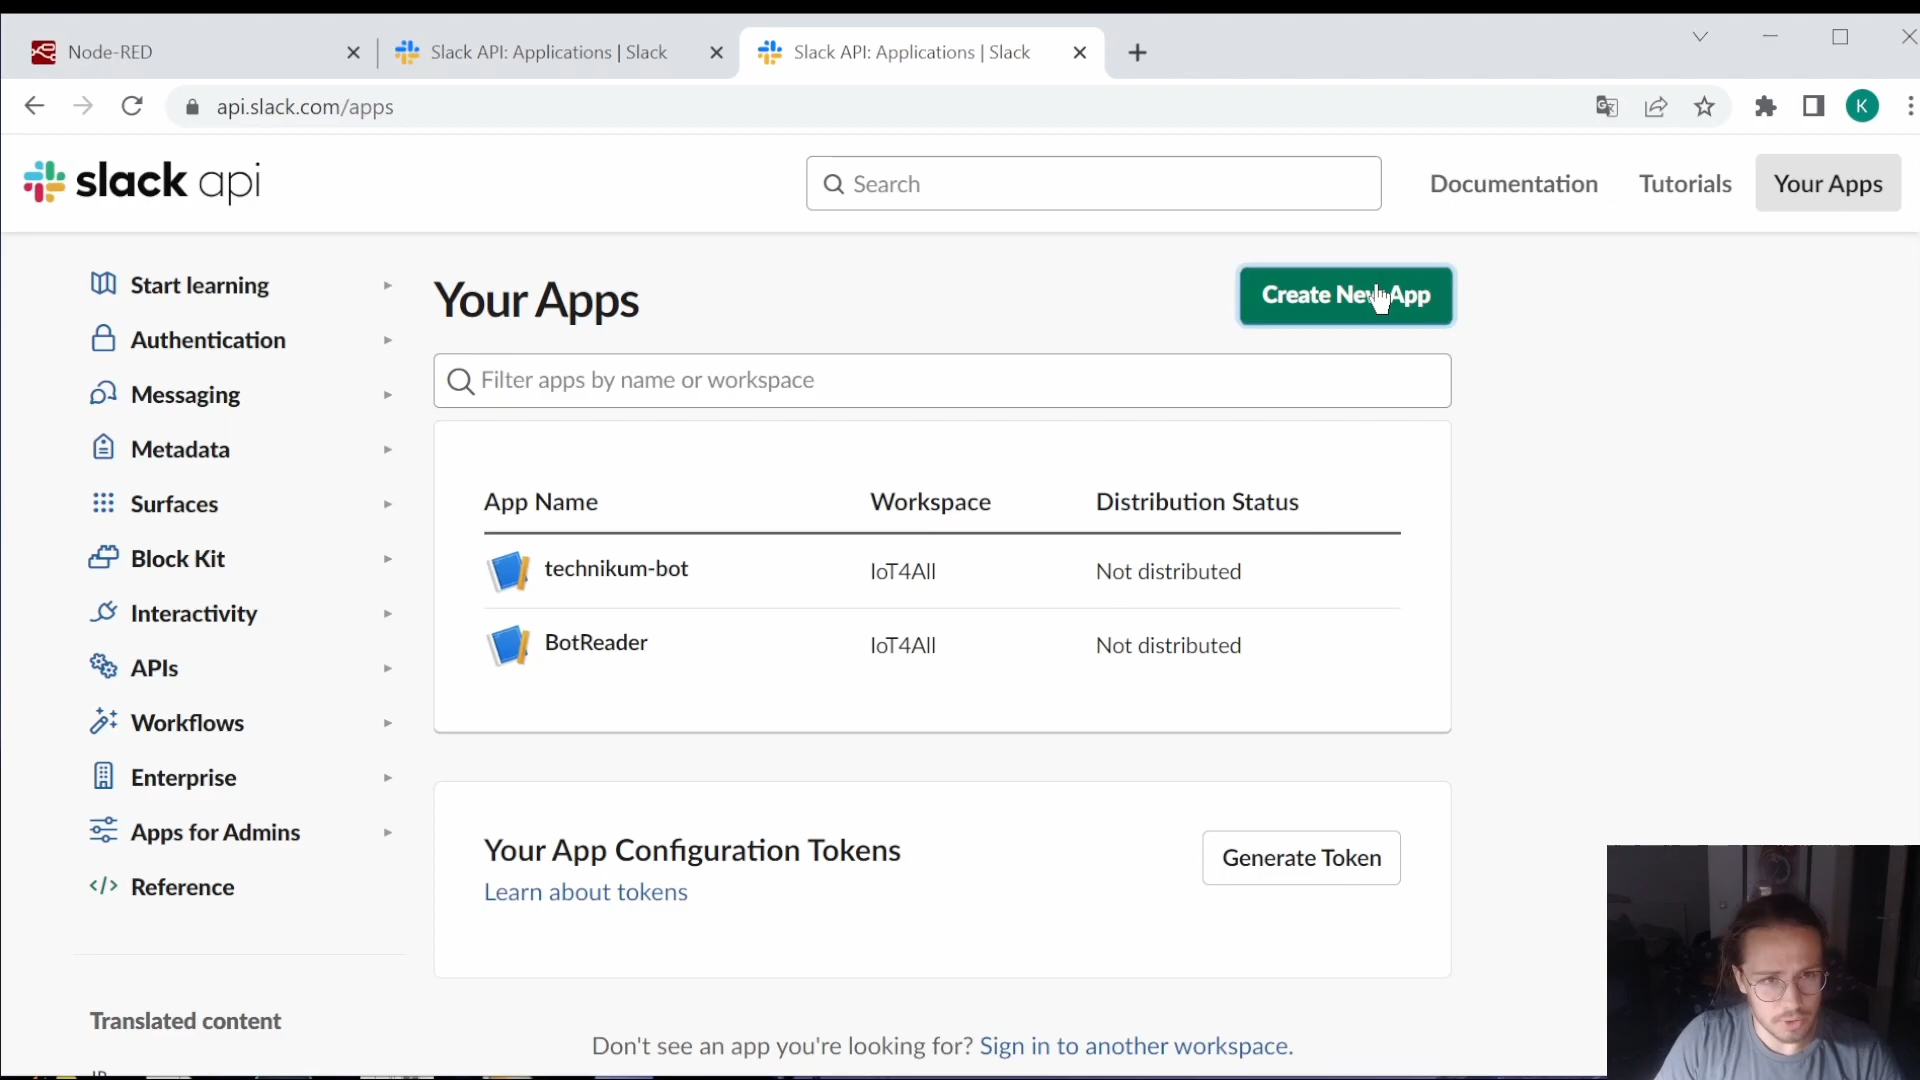 Node-RED
Slack API: Applications | Slack
Slack API: Applications | Slack
api.slack.com/apps
K
slack api
Search
Documentation
Tutorials
Your Apps
Start learning
Authentication
Messaging
Metadata
Surfaces
Block Kit
Interactivity
APIs
Workflows
Enterprise
Apps for Admins
</> Reference
Translated content
Your Apps
Create New App
Filter apps by name or workspace
App Name Workspace Distribution Status
technikum-bot IoT4All Not distributed
BotReader IoT4All Not distributed
Your App Configuration Tokens
Learn about tokens
Generate Token
Don't see an app you're looking for? Sign in to another workspace.